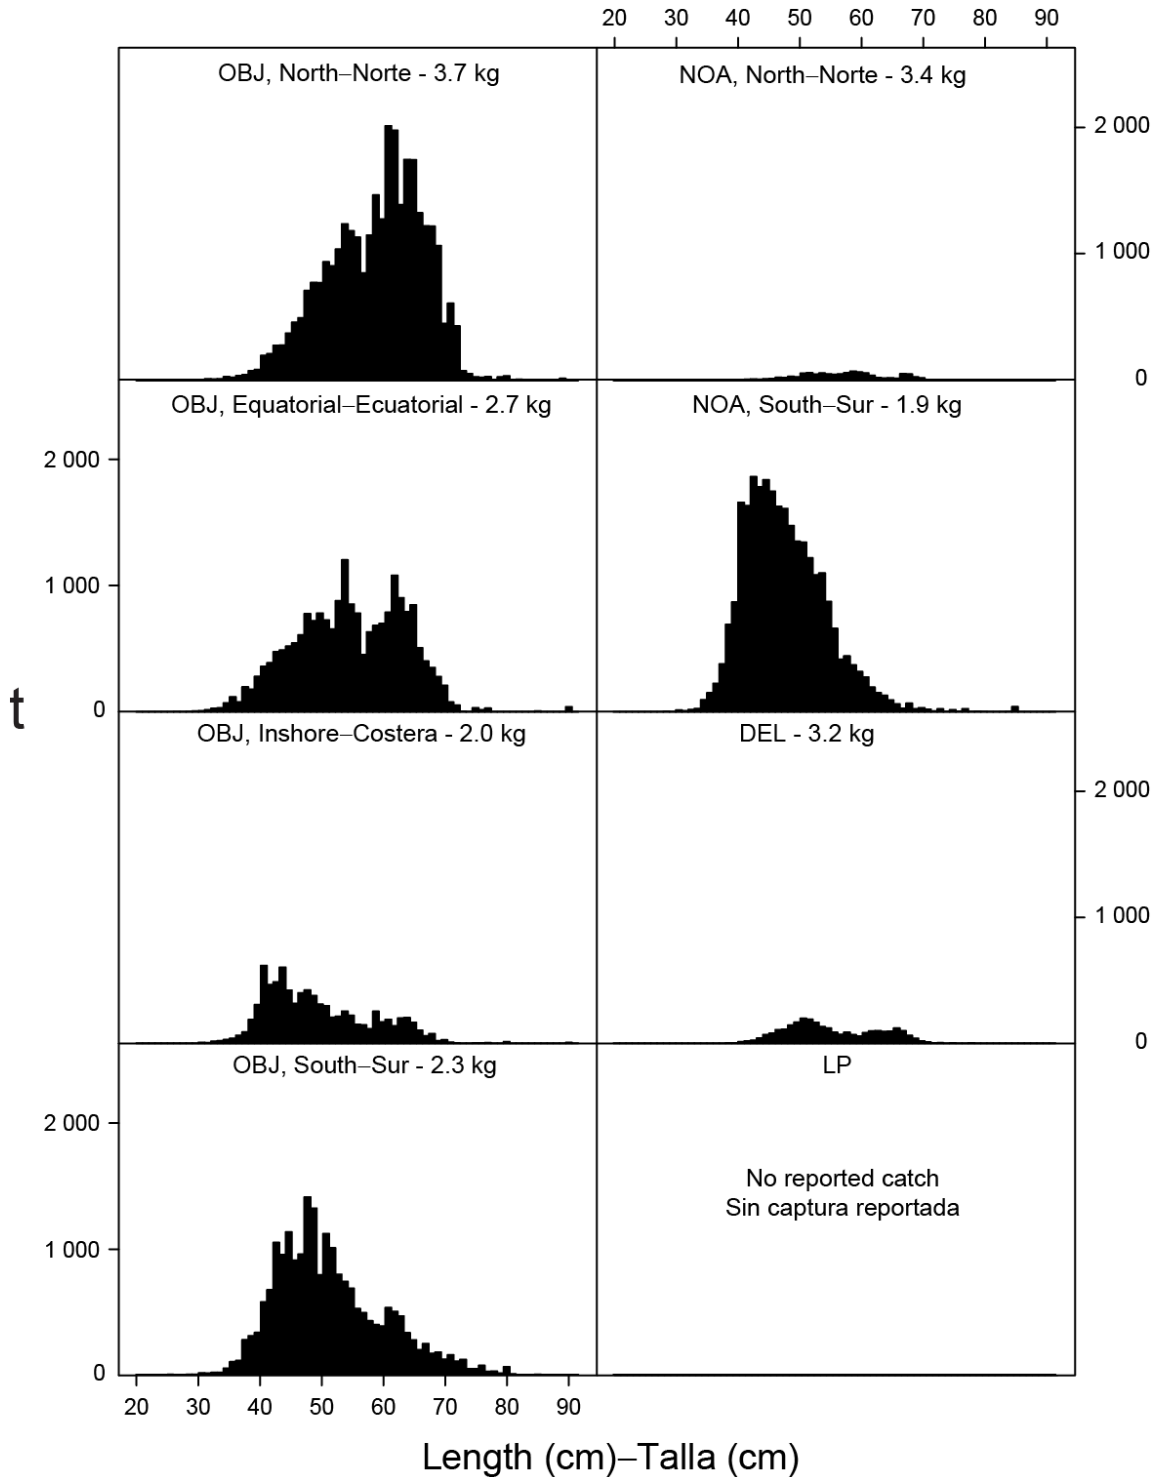 20 30 40 50 60 70 80 90
OBJ, North–Norte - 3.7 kg
NOA, North–Norte - 3.4 kg
2 000
1 000
0
OBJ, Equatorial–Ecuatorial - 2.7 kg
NOA, South–Sur - 1.9 kg
2 000
1 000
0
t
OBJ, Inshore–Costera - 2.0 kg
DEL - 3.2 kg
2 000
1 000
0
OBJ, South–Sur - 2.3 kg
LP
2 000
1 000
0
No reported catch
Sin captura reportada
20 30 40 50 60 70 80 90
Length (cm)–Talla (cm)